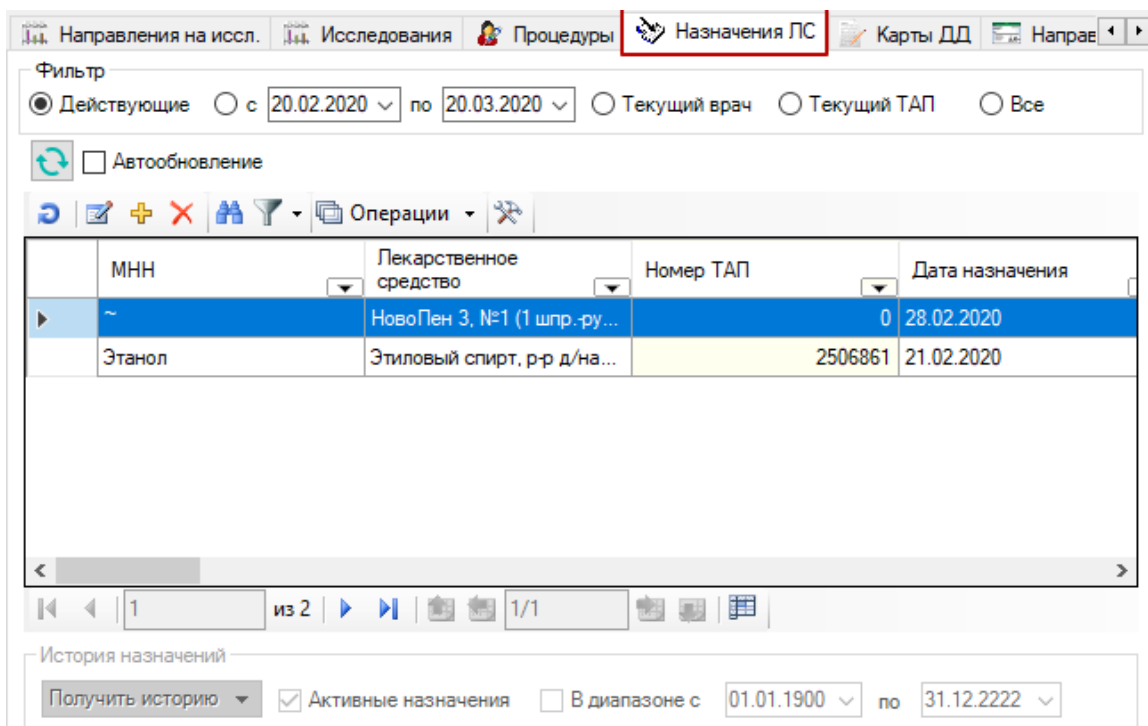 Направления на иссл. Исследования Процедуры Назначения ЛС Карты ДД Направ
Фильтр
Действующие с 20.02.2020 по 20.03.2020 Текущий врач Текущий ТАП Все
Автообновление
Операции
МНН Лекарственное средство Номер ТАП Дата назначения
~ НовоПен 3, №1 (1 шпр.-ру... 0 28.02.2020
Этанол Этиловый спирт, р-р д/на... 2506861 21.02.2020
1 из 2 1/1
История назначений
Получить историю Активные назначения В диапазоне с 01.01.1900 по 31.12.2222